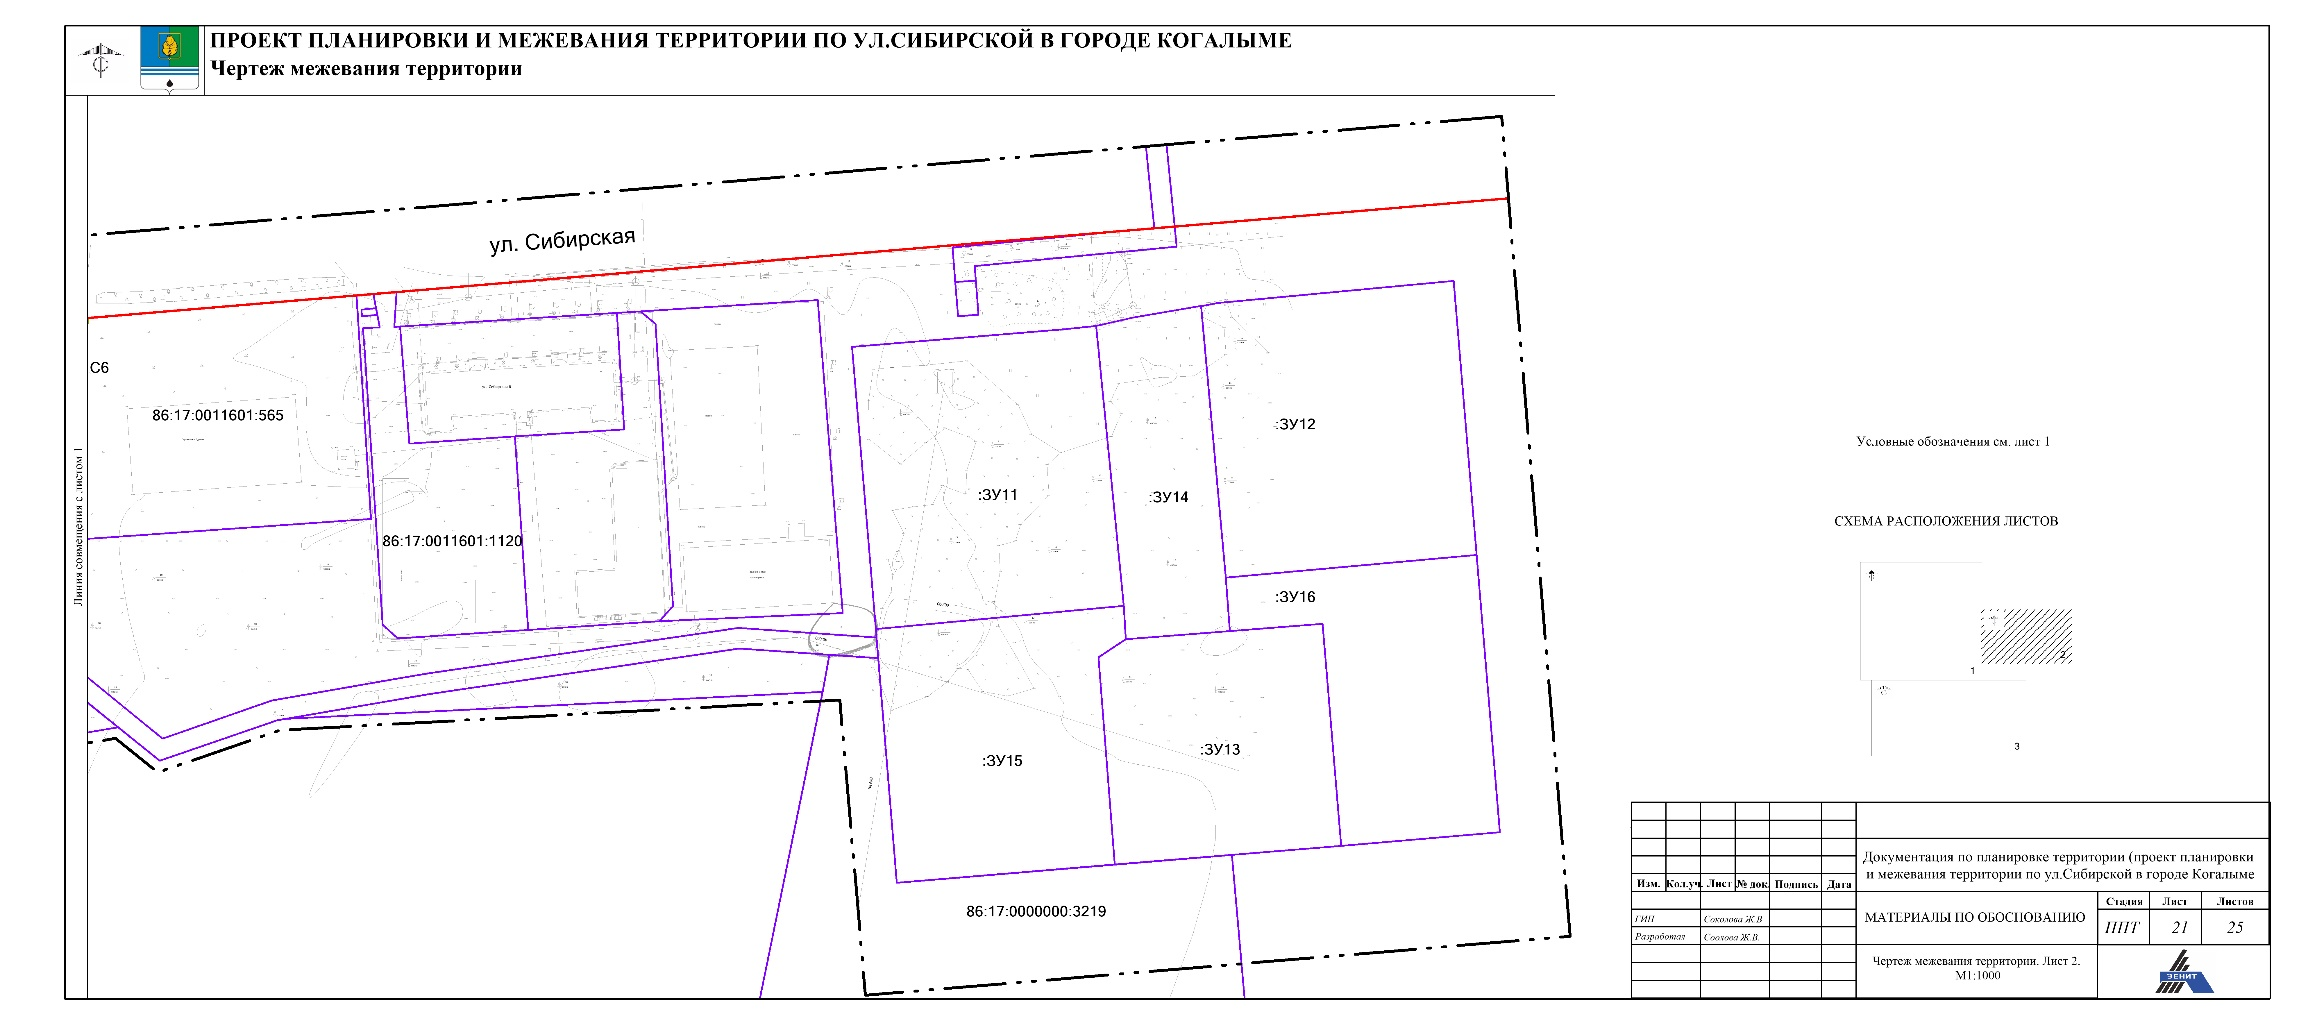 ПРОЕКТ ПЛАНИРОВКИ И МЕЖЕВАНИЯ ТЕРРИТОРИИ ПО УЛ.СИБИРСКОЙ В ГОРОДЕ КОГАЛЫМЕ
Чертеж межевания территории
ул. Сибирская
С6
86:17:0011601:565
Линия совмещения с листом 1
86:17:0011601:1120
:ЗУ12
:ЗУ11
:ЗУ14
:ЗУ16
:ЗУ13
:ЗУ15
86:17:0000000:3219
Условные обозначения см. лист 1
СХЕМА РАСПОЛОЖЕНИЯ ЛИСТОВ
2
1
3
Документация по планировке территории (проект планировки
и межевания территории по ул.Сибирской в городе Когалыме
Изм. Кол.уч. Лист № док. Подпись Дата
МАТЕРИАЛЫ ПО ОБОСНОВАНИЮ
Стадия Лист Листов
ППТ 21 25
ГИП Соколова Ж.В
Разработал Соолова Ж.В.
Чертеж межевания территории. Лист 2.
М1:1000
ЗЕНИТ